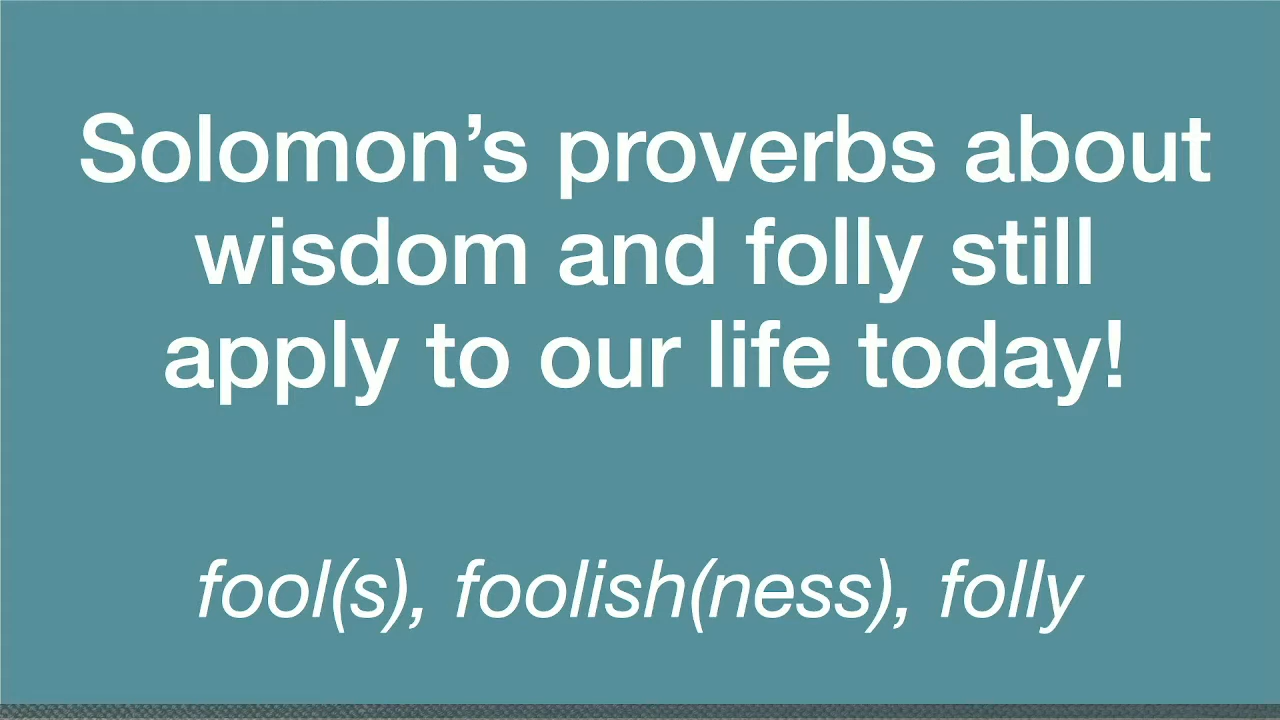 Solomon’s proverbs about
wisdom and folly still
apply to our life today!
fool(s), foolish(ness), folly